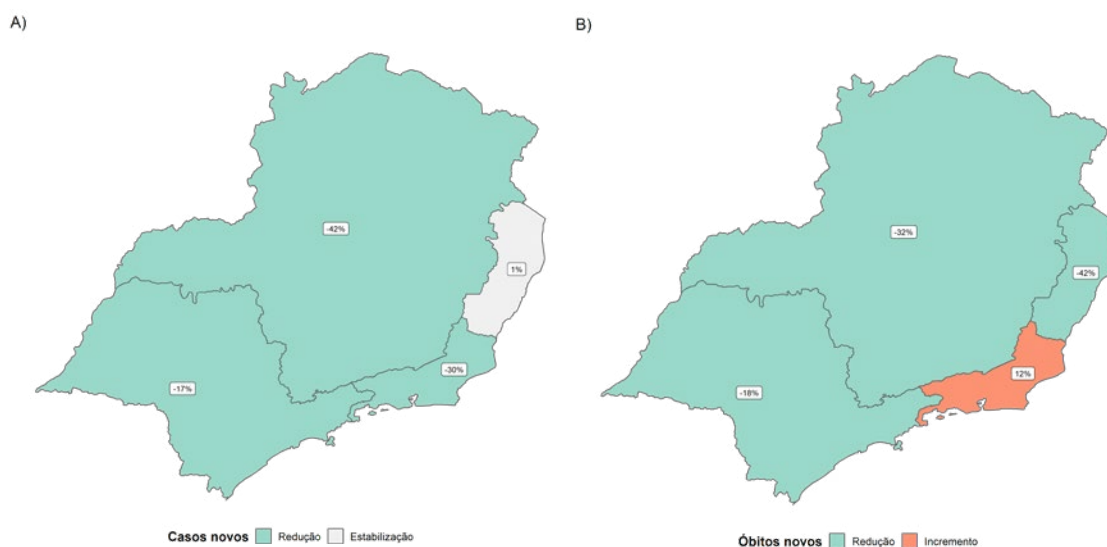 A)
-42%
1%
-30%
-17%
Casos novos Redução Estabilização
B)
-32%
-42%
12%
-18%
Óbitos novos Redução Incremento